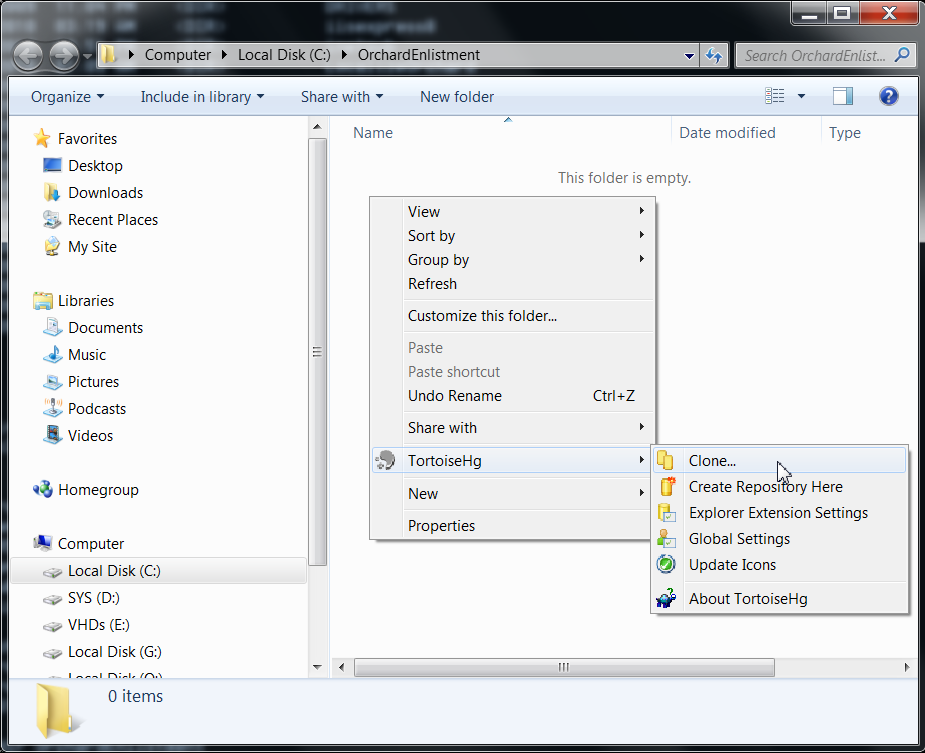 Computer Local Disk (C:) OrchardEnlistment
Search OrchardEnlist...
Organize Include in library Share with New folder
Favorites
Desktop
Downloads
Recent Places
My Site
Libraries
Documents
Music
Pictures
Podcasts
Videos
Homegroup
Computer
Local Disk (C:)
SYS (D:)
VHDs (E:)
Local Disk (G:)
Name Date modified Type
This folder is empty.
View
Sort by
Group by
Refresh
Customize this folder...
Paste
Paste shortcut
Undo Rename Ctrl+Z
Share with
TortoiseHg
New
Properties
Clone...
Create Repository Here
Explorer Extension Settings
Global Settings
Update Icons
About TortoiseHg
0 items